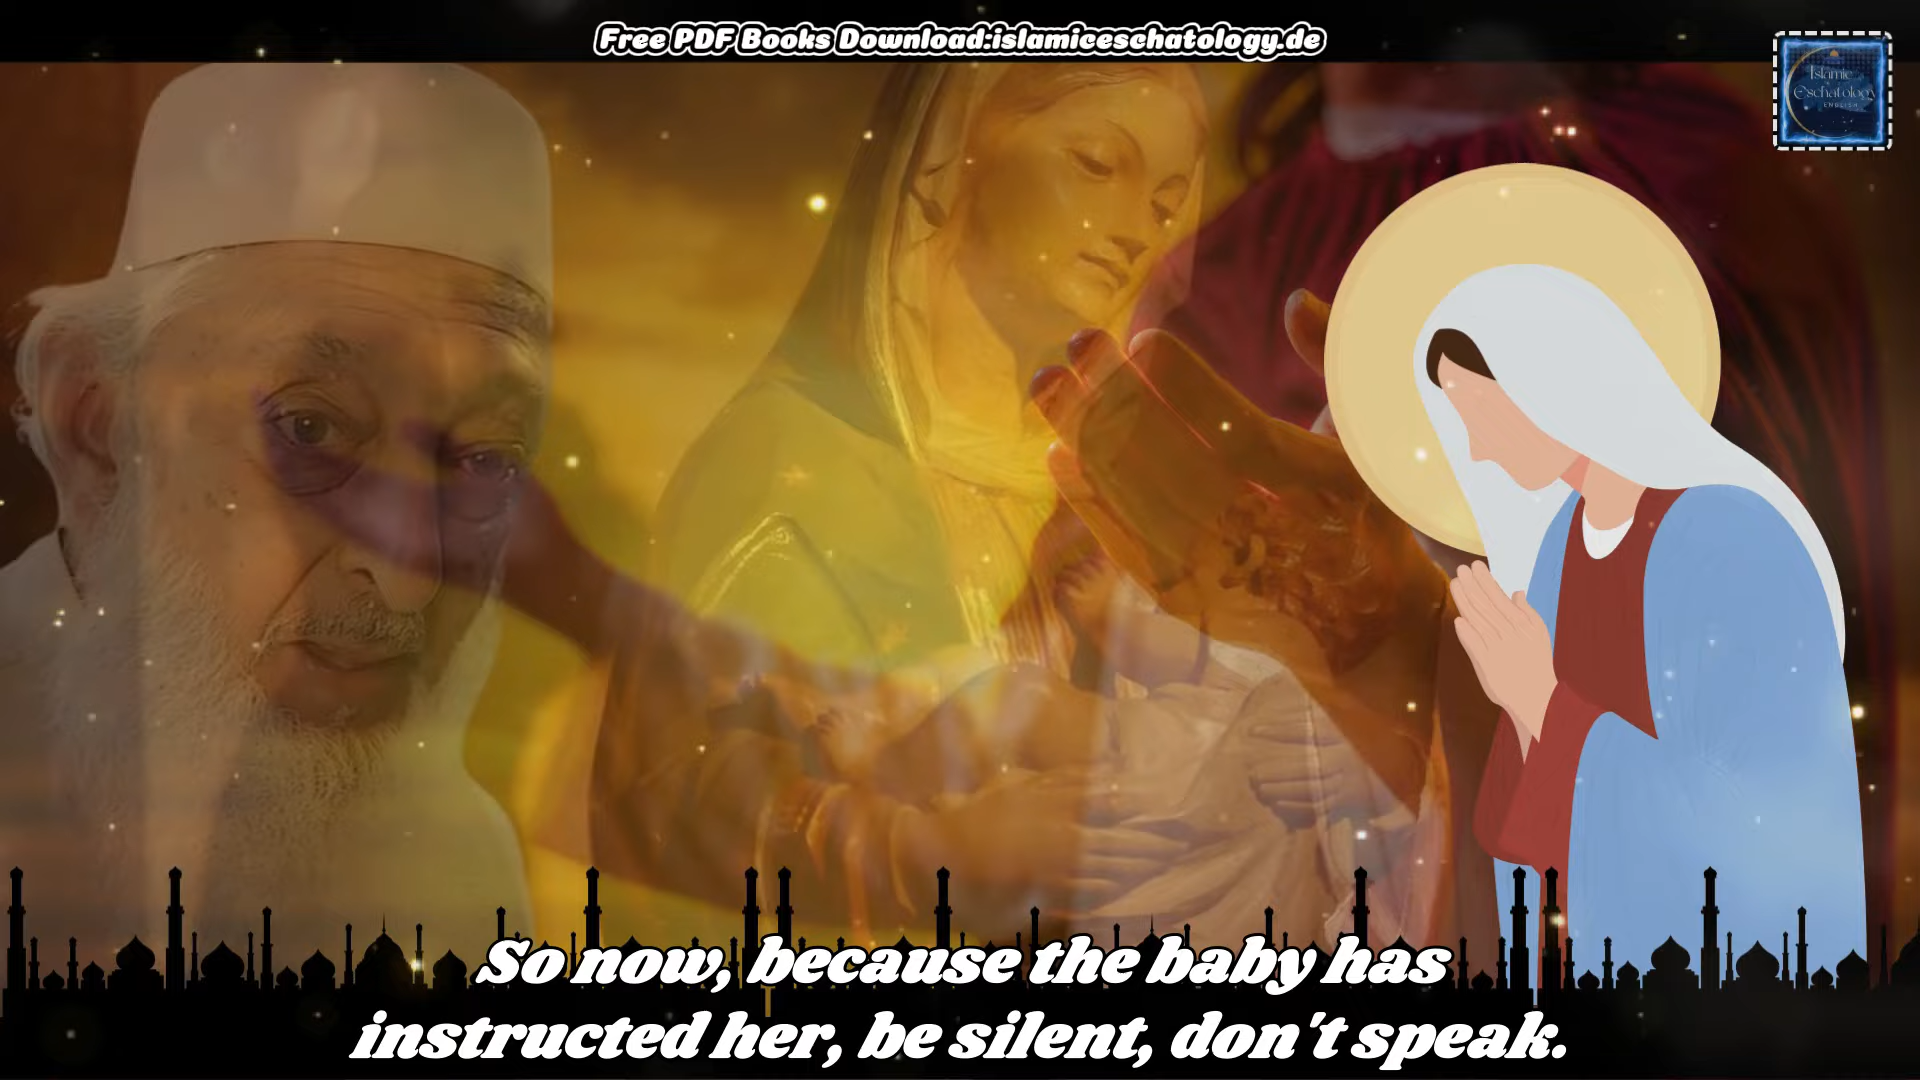 Free PDF Books Download:islamiceschatology.de
Islamic
Eschatology
ENGLISH
So now, because the baby has
instructed her, be silent, don't speak.